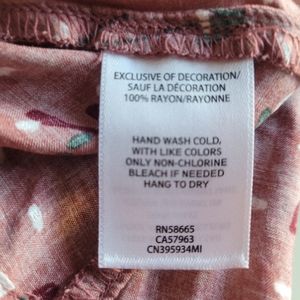 EXCLUSIVE OF DECORATION/
SAUF LA DÉCORATION
100% RAYON/RAYONNE
HAND WASH COLD,
WITH LIKE COLORS
ONLY NON-CHLORINE
BLEACH IF NEEDED
HANG TO DRY
RN58665
CA57963
CN395934MI